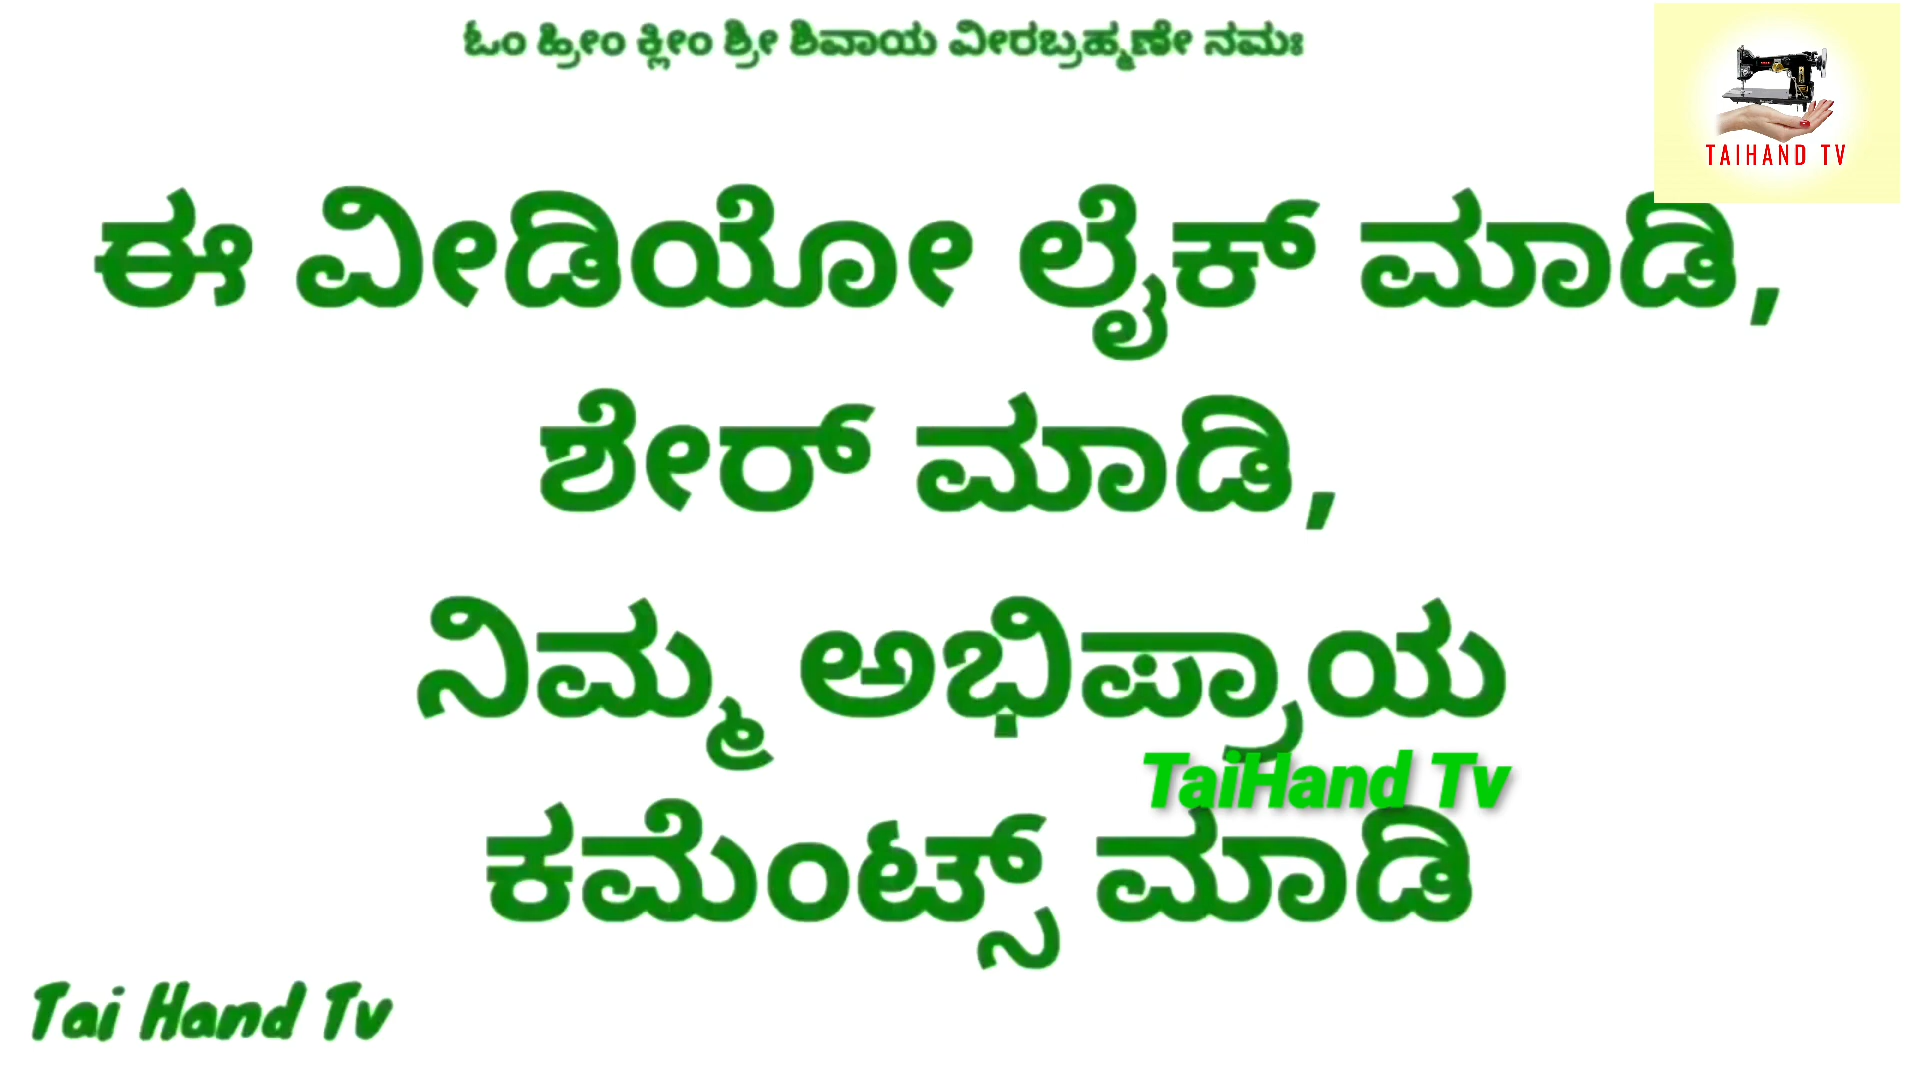 ಓಂ ಹ್ರೀಂ ಕ್ಲೀಂ ಶ್ರೀ ಶಿವಾಯ ವೀರಬ್ರಹ್ಮಣೇ ನಮಃ
TAIHAND TV
ಈ ವೀಡಿಯೋ ಲೈಕ್ ಮಾಡಿ,
ಶೇರ್ ಮಾಡಿ,
ನಿಮ್ಮ ಅಭಿಪ್ರಾಯ
TaiHand Tv
ಕಮೆಂಟ್ಸ್ ಮಾಡಿ
Tai Hand Tv